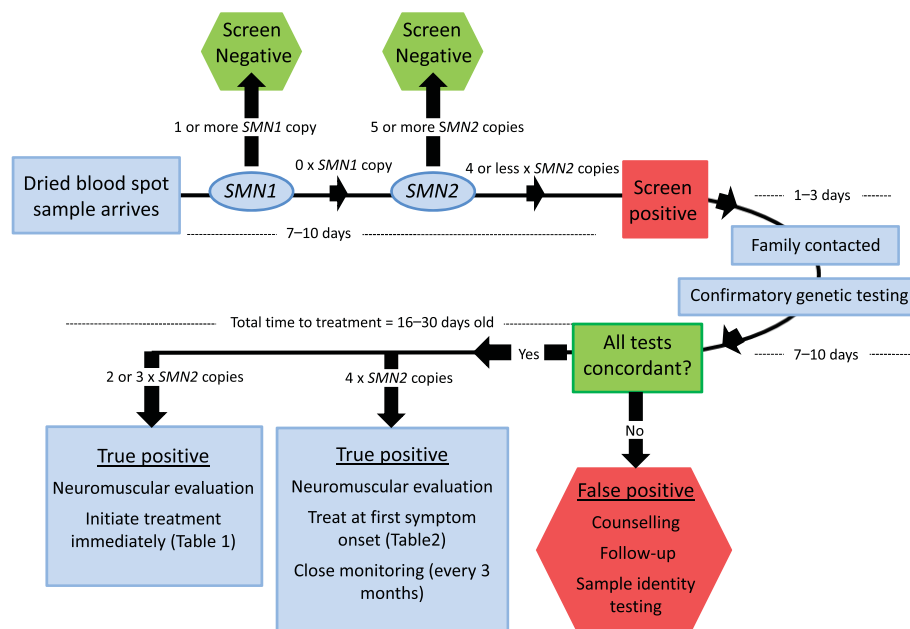 Screen
Negative
Screen
Negative
1 or more SMN1 copy
5 or more SMN2 copies
Dried blood spot
sample arrives
SMN1
0 x SMN1 copy
SMN2
4 or less x SMN2 copies
Screen
positive
1–3 days
7–10 days
Family contacted
Confirmatory genetic testing
Total time to treatment = 16–30 days old
All tests
concordant?
7–10 days
Yes
2 or 3 x SMN2 copies
4 x SMN2 copies
No
True positive
Neuromuscular evaluation
Initiate treatment
immediately (Table 1)
True positive
Neuromuscular evaluation
Treat at first symptom
onset (Table2)
Close monitoring (every 3
months)
False positive
Counselling
Follow-up
Sample identity
testing